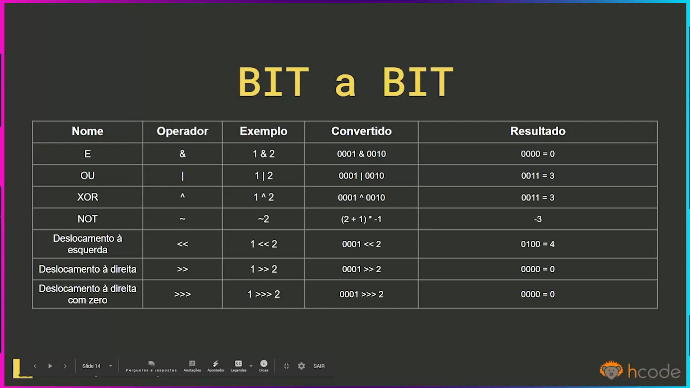 BIT a BIT
Nome Operador Exemplo Convertido Resultado
E & 1 & 2 0001 & 0010 0000 = 0
OU | 1 | 2 0001 | 0010 0011 = 3
XOR ^ 1 ^ 2 0001 ^ 0010 0011 = 3
NOT ~ ~2 (2 + 1) * -1 -3
Deslocamento à
esquerda << 1 << 2 0001 << 2 0100 = 4
Deslocamento à direita >> 1 >> 2 0001 >> 2 0000 = 0
Deslocamento à direita
com zero >>> 1 >>> 2 0001 >>> 2 0000 = 0
Slide 14 Perguntas e respostas Anotações Apontador Legendas Dicas SAIR
hcode